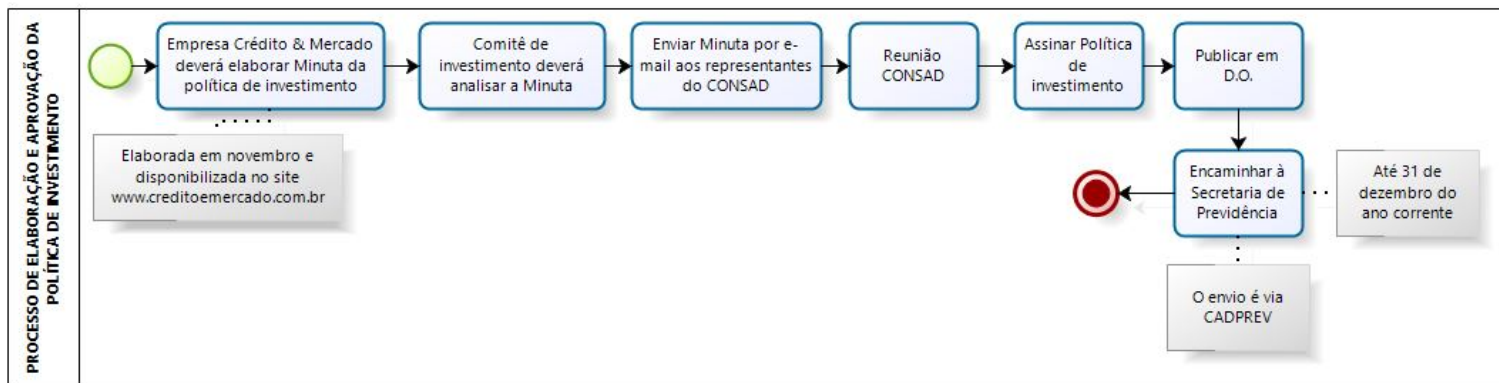 PROCESSO DE ELABORAÇÃO E APROVAÇÃO DA
POLÍTICA DE INVESTIMENTO
Empresa Crédito & Mercado
deverá elaborar Minuta da
política de investimento
Comitê de
investimento deverá
analisar a Minuta
Enviar Minuta por e-
mail aos representantes
do CONSAD
Reunião
CONSAD
Assinar Política
de
investimento
Publicar em
D.O.
Elaborada em novembro e
disponibilizada no site
www.creditoemercado.com.br
Encaminhar à
Secretaria de
Previdência
Até 31 de
dezembro do
ano corrente
O envio é via
CADPREV